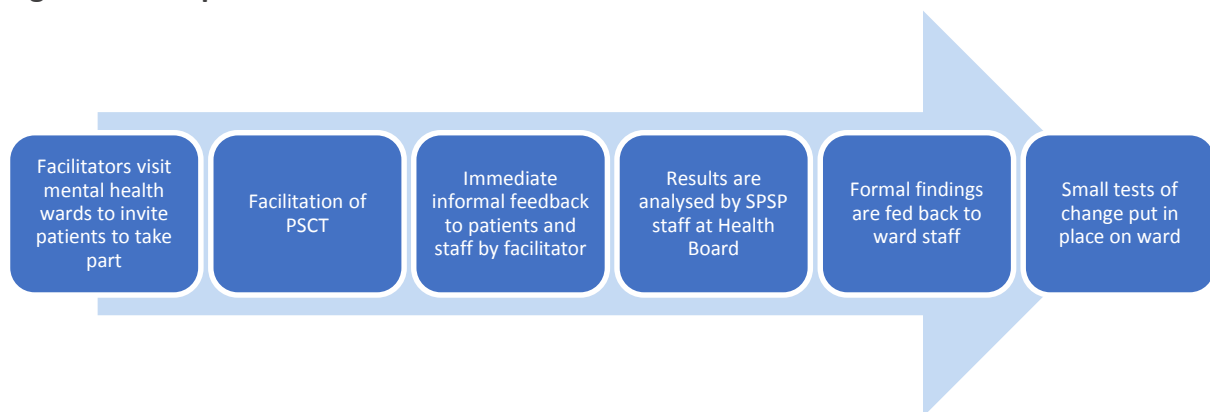 Facilitators visit
mental health
wards to invite
patients to take
part
Facilitation of
PSCT
Immediate
informal feedback
to patients and
staff by facilitator
Results are
analysed by SPSP
staff at Health
Board
Formal findings
are fed back to
ward staff
Small tests of
change put in
place on ward